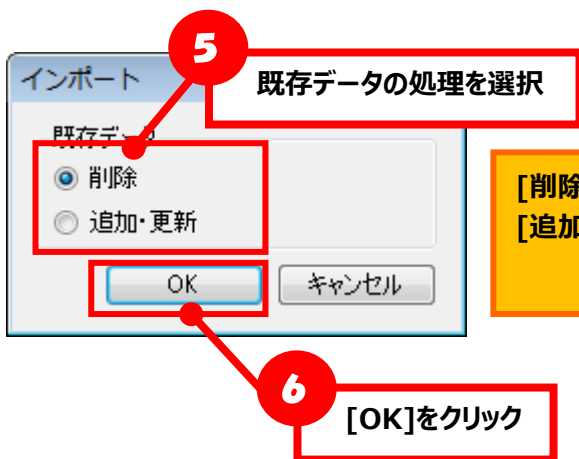 5
既存データの処理を選択
インポート
既存データ
削除
追加・更新
[削除
[追加
OK
キャンセル
6
[OK]をクリック